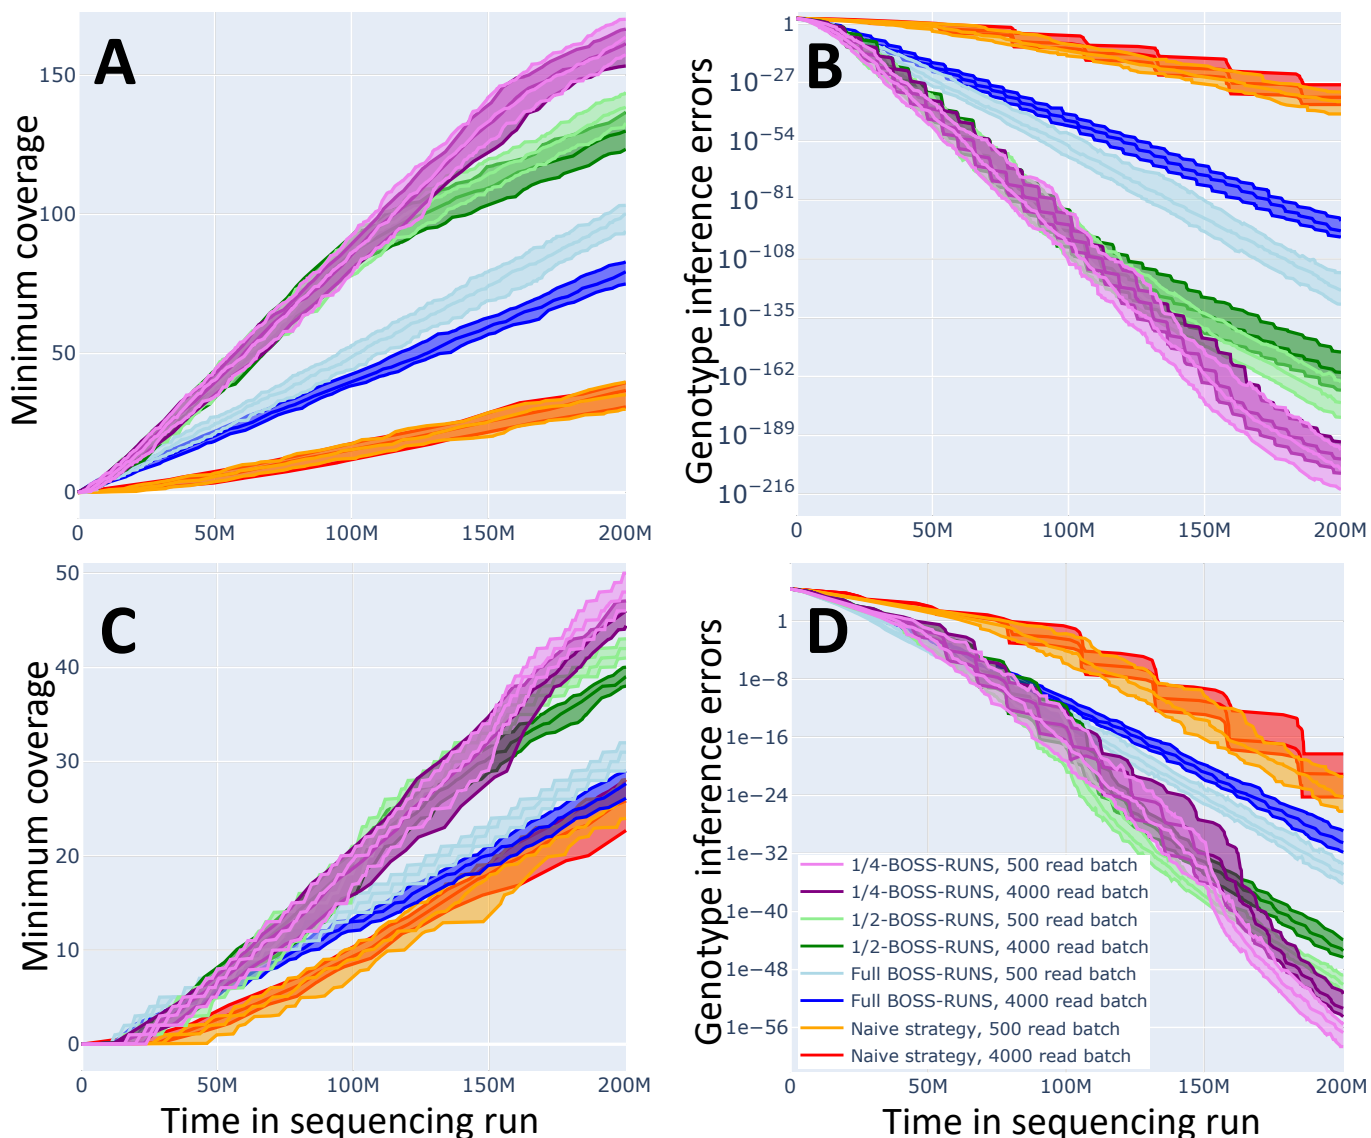 A
Minimum coverage
150
100
50
0
0
50M
100M
150M
200M
B
Genotype inference errors
1
10−27
10−54
10−81
10−108
10−135
10−162
10−189
10−216
0
50M
100M
150M
200M
C
Minimum coverage
50
40
30
20
10
0
0
50M
100M
150M
200M
Time in sequencing run
D
Genotype inference errors
1
1e−8
1e−16
1e−24
1e−32
1e−40
1e−48
1e−56
1/4-BOSS-RUNS, 500 read batch
1/4-BOSS-RUNS, 4000 read batch
1/2-BOSS-RUNS, 500 read batch
1/2-BOSS-RUNS, 4000 read batch
Full BOSS-RUNS, 500 read batch
Full BOSS-RUNS, 4000 read batch
Naive strategy, 500 read batch
Naive strategy, 4000 read batch
0
50M
100M
150M
200M
Time in sequencing run